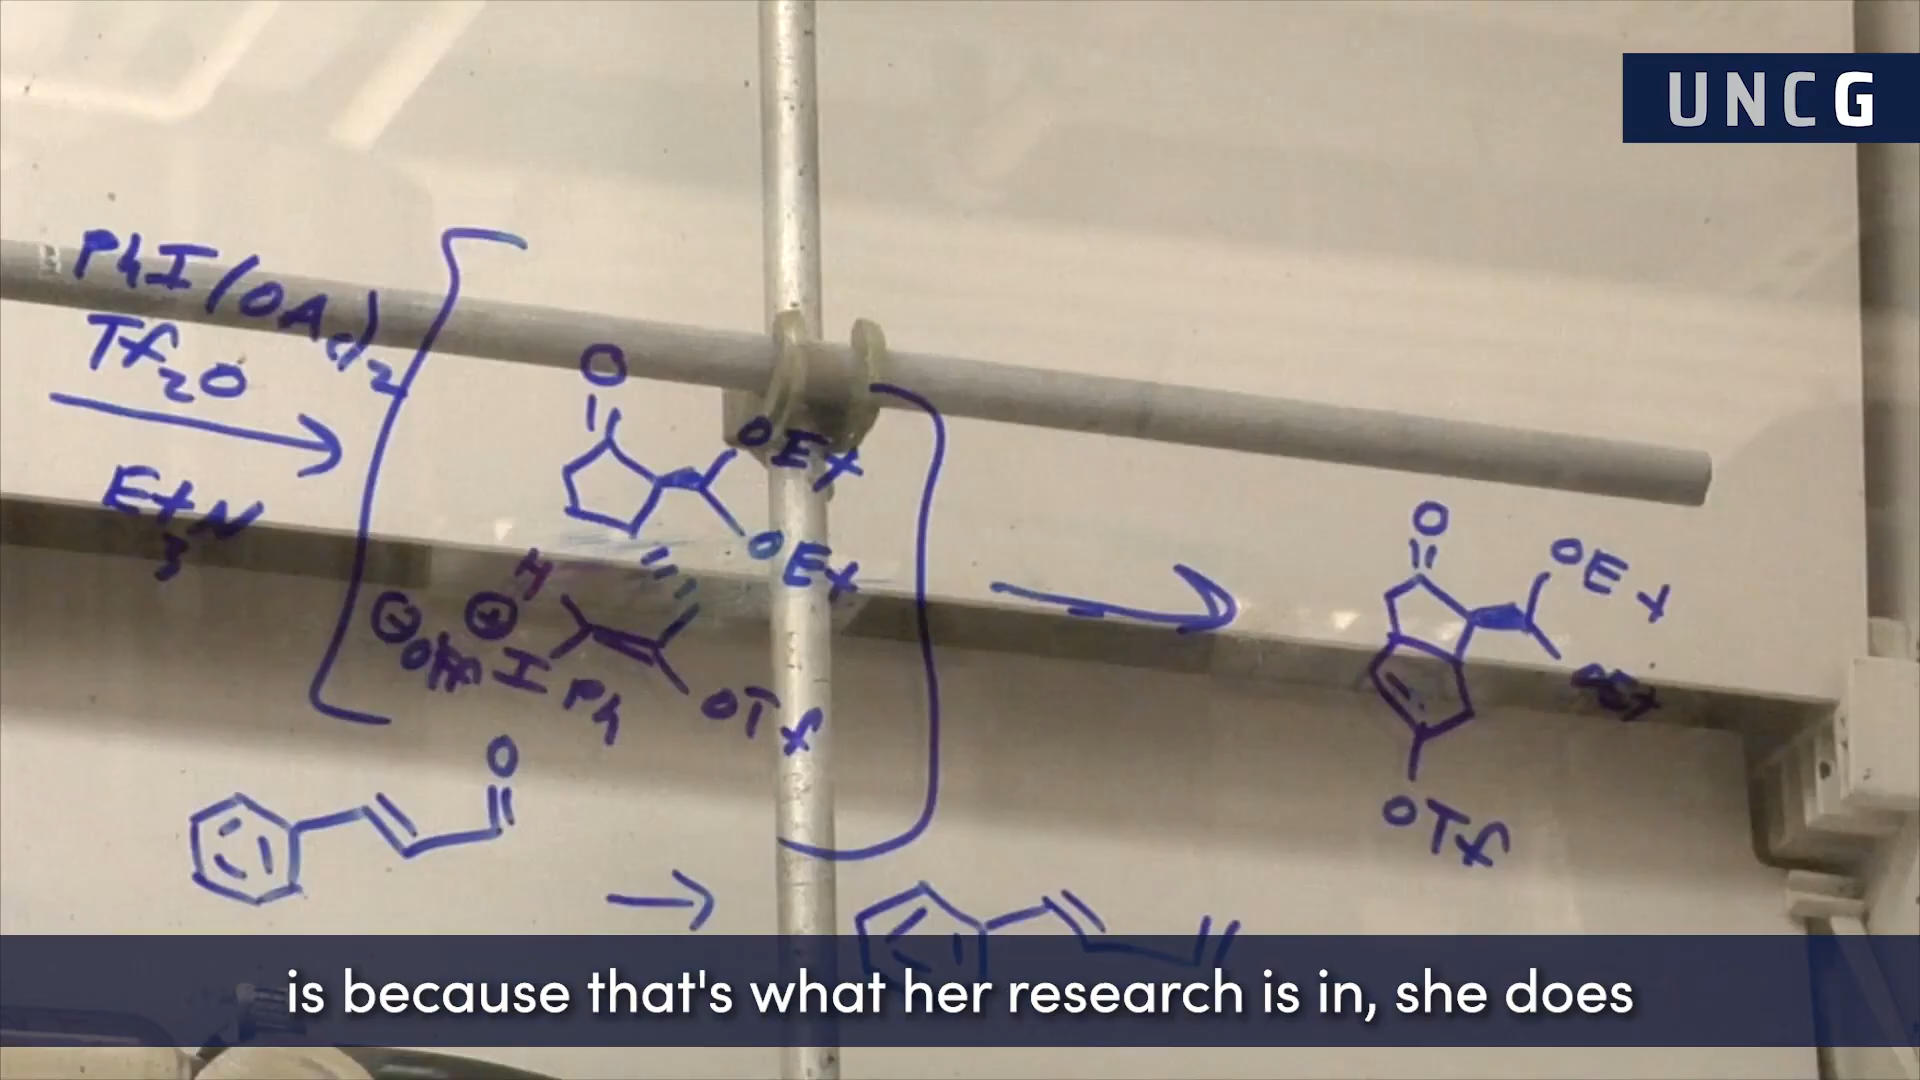 UNCG
PhI(OAc)2
Tf2O
Et3N
O
OEt
OEt
H
⊖
⊕
I Ph
OTf
O
O
OEt
OEt
OTf
is because that's what her research is in, she does